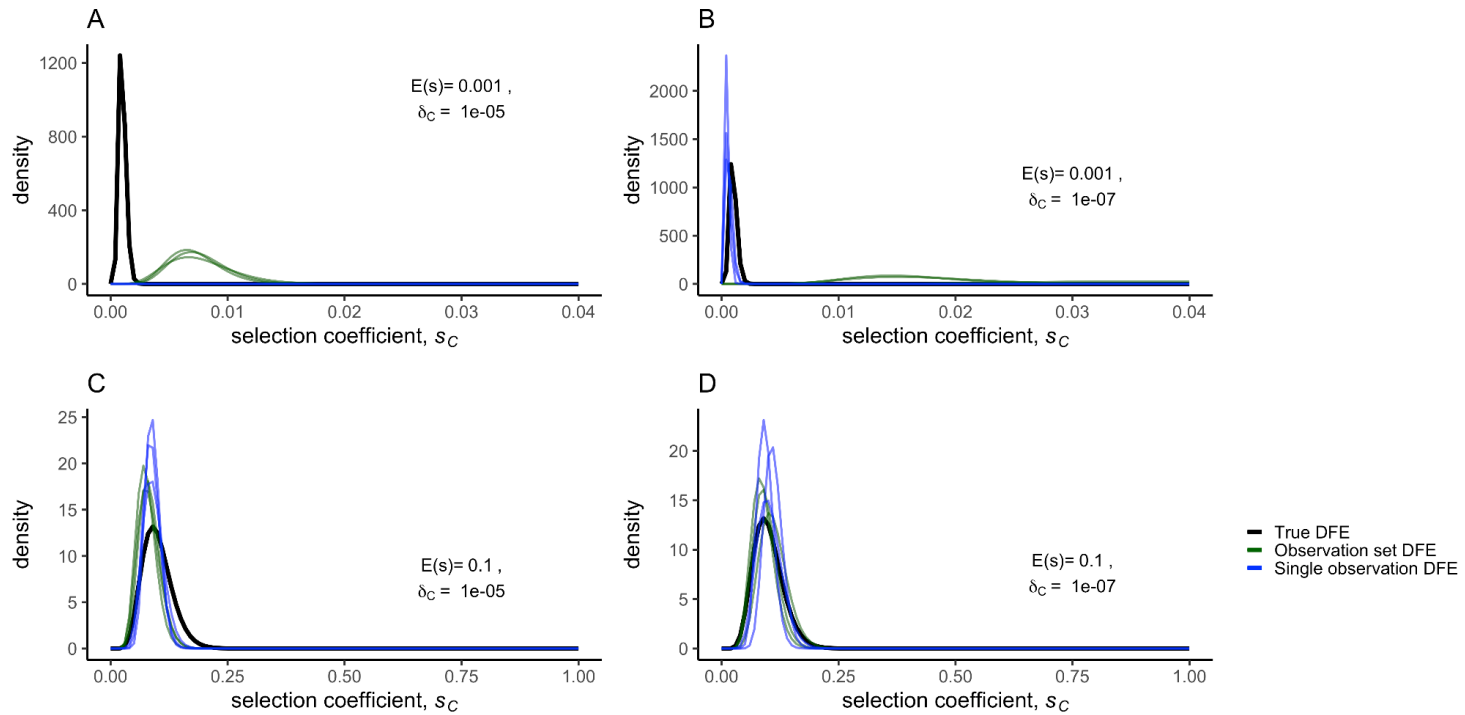 A
1200
800
400
0
density
E(s)= 0.001 ,
δC = 1e-05
0.00 0.01 0.02 0.03 0.04
selection coefficient, sC
B
2000
1500
1000
500
0
density
E(s)= 0.001 ,
δC = 1e-07
0.00 0.01 0.02 0.03 0.04
selection coefficient, sC
C
25
20
15
10
5
0
density
E(s)= 0.1 ,
δC = 1e-05
0.00 0.25 0.50 0.75 1.00
selection coefficient, sC
D
20
15
10
5
0
density
E(s)= 0.1 ,
δC = 1e-07
0.00 0.25 0.50 0.75 1.00
selection coefficient, sC
True DFE
Observation set DFE
Single observation DFE